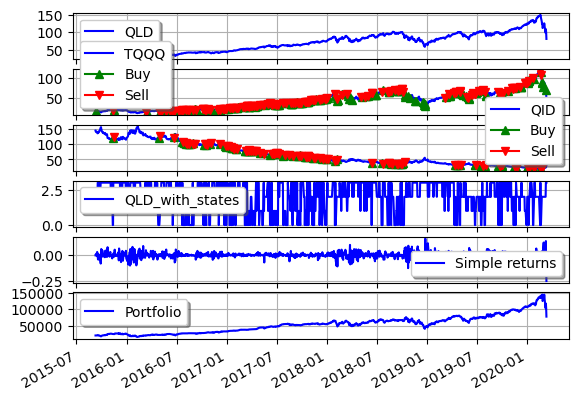 150
100
50
QLD
TQQQ
Buy
Sell
100
50
150
100
50
QID
Buy
Sell
2.5
0.0
QLD_with_states
0.00
−0.25
Simple returns
150000
100000
50000
Portfolio
2015-07
2016-01
2016-07
2017-01
2017-07
2018-01
2018-07
2019-01
2019-07
2020-01